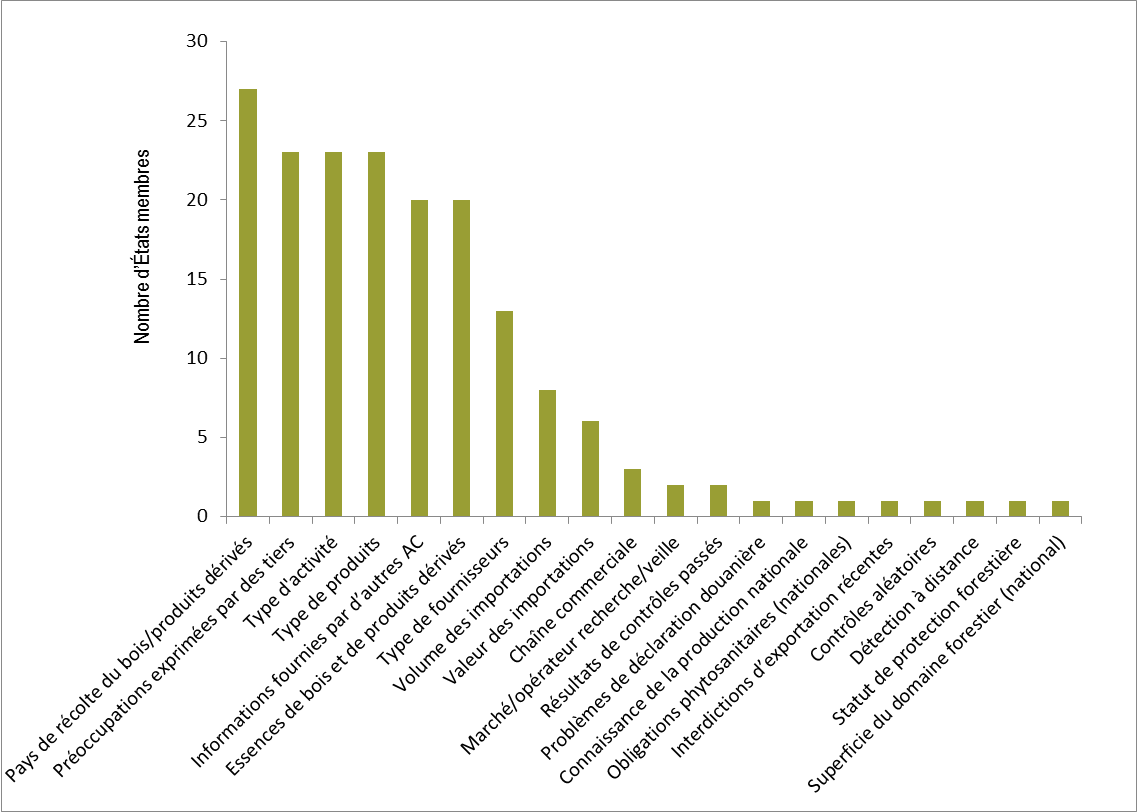 30
25
20
15
10
5
0
Nombre d'États membres
Pays de récolte du bois/produits dérivés
Préoccupations exprimées par des tiers
Type d'activité
Type de produits
Informations fournies par d'autres AC
Essences de bois et de produits dérivés
Type de fournisseurs
Volume des importations
Valeur des importations
Chaîne commerciale
Marché/opérateur recherche/veille
Résultats de contrôles passés
Problèmes de déclaration douanière
Connaissance de la production nationale
Obligations phytosanitaires (nationales)
Interdictions d'exportation récentes
Contrôles aléatoires
Détection à distance
Statut de protection forestière
Superficie du domaine forestier (national)